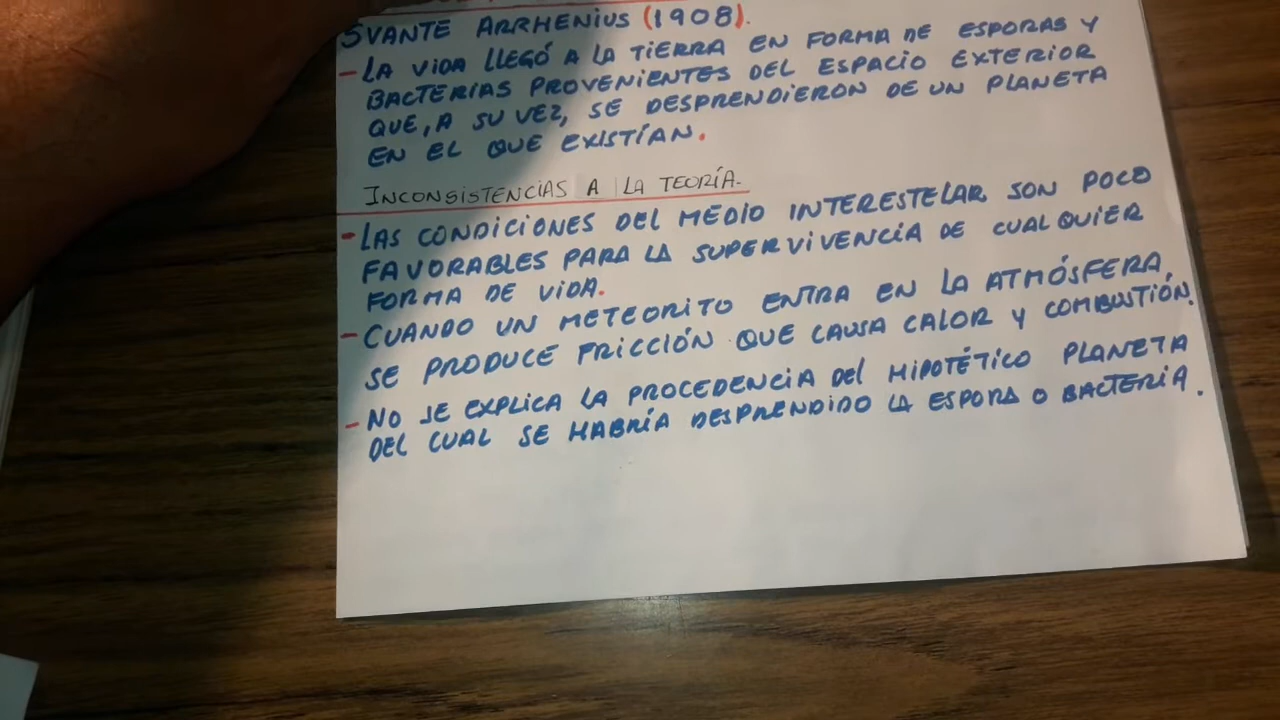 SVANTE ARRHENIUS (1908).
- LA VIDA LLEGÓ A LA TIERRA EN FORMA DE ESPORAS Y
BACTERIAS PROVENIENTES DEL ESPACIO EXTERIOR
QUE, A SU VEZ, SE DESPRENDIERON DE UN PLANETA
EN EL QUE EXISTÍAN.
INCONSISTENCIAS A LA TEORÍA.
- LAS CONDICIONES DEL MEDIO INTERESTELAR SON POCO
FAVORABLES PARA LA SUPERVIVENCIA DE CUALQUIER
FORMA DE VIDA.
- CUANDO UN METEORITO ENTRA EN LA ATMÓSFERA,
SE PRODUCE FRICCIÓN QUE CAUSA CALOR Y COMBUSTIÓN.
- NO SE EXPLICA LA PROCEDENCIA DEL HIPOTÉTICO PLANETA
DEL CUAL SE HABRÍA DESPRENDIDO LA ESPORA O BACTERIA.